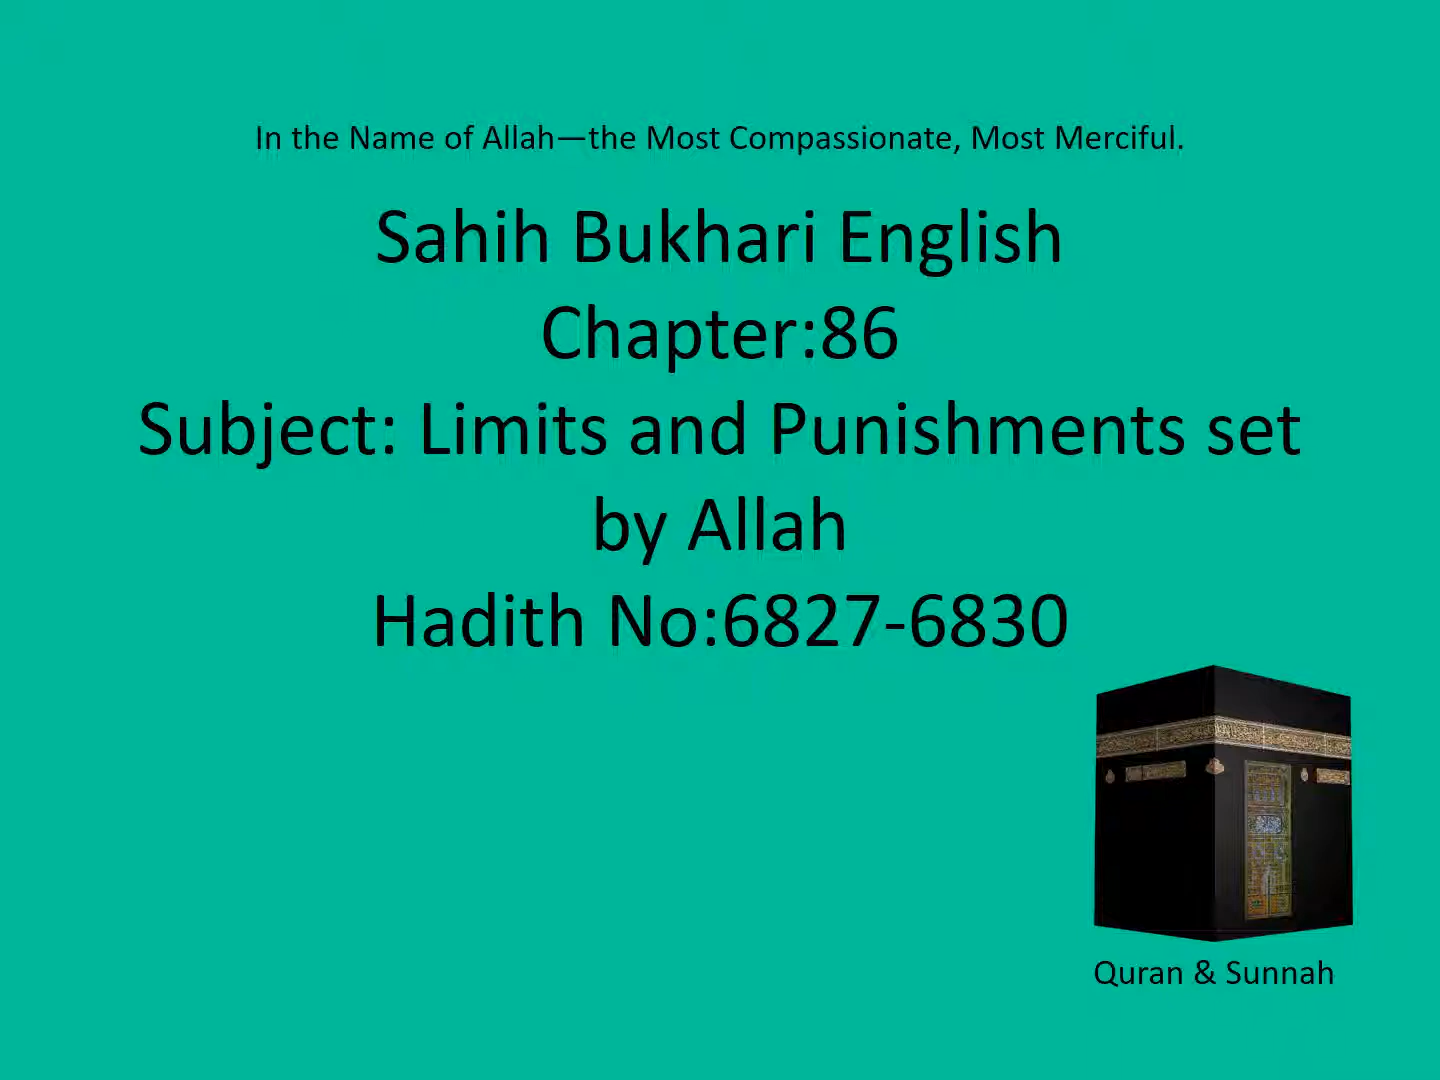 In the Name of Allah—the Most Compassionate, Most Merciful.
Sahih Bukhari English
Chapter:86
Subject: Limits and Punishments set
by Allah
Hadith No:6827-6830
Quran & Sunnah